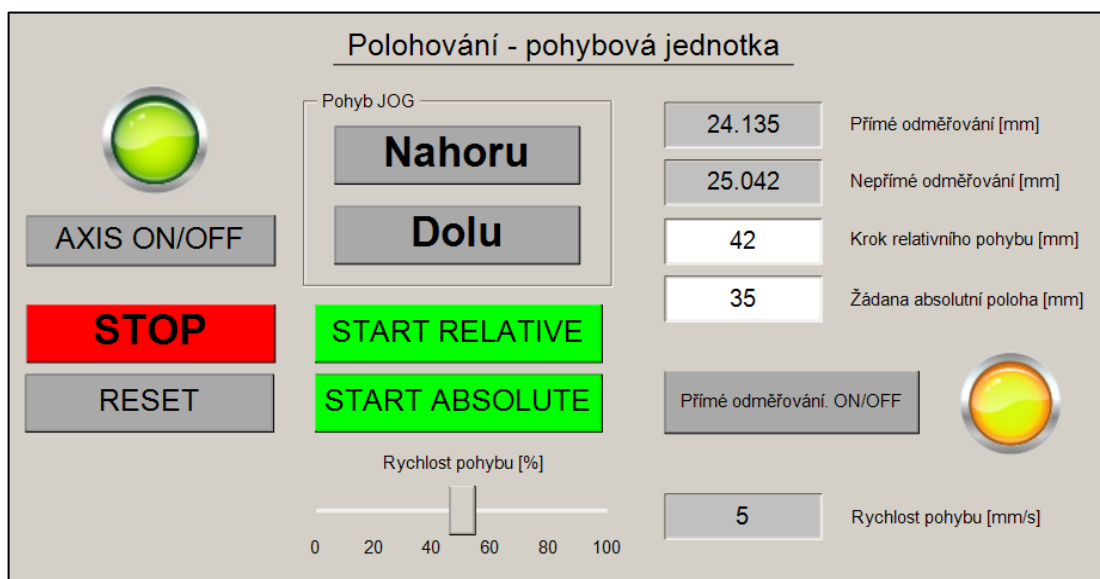 Polohování - pohybová jednotka
AXIS ON/OFF
STOP
RESET
Pohyb JOG
Nahoru
Dolu
START RELATIVE
START ABSOLUTE
Rychlost pohybu [%]
0 20 40 60 80 100
24.135 Přímé odměřování [mm]
25.042 Nepřímé odměřování [mm]
42 Krok relativního pohybu [mm]
35 Žádana absolutní poloha [mm]
Přímé odměřování. ON/OFF
5 Rychlost pohybu [mm/s]